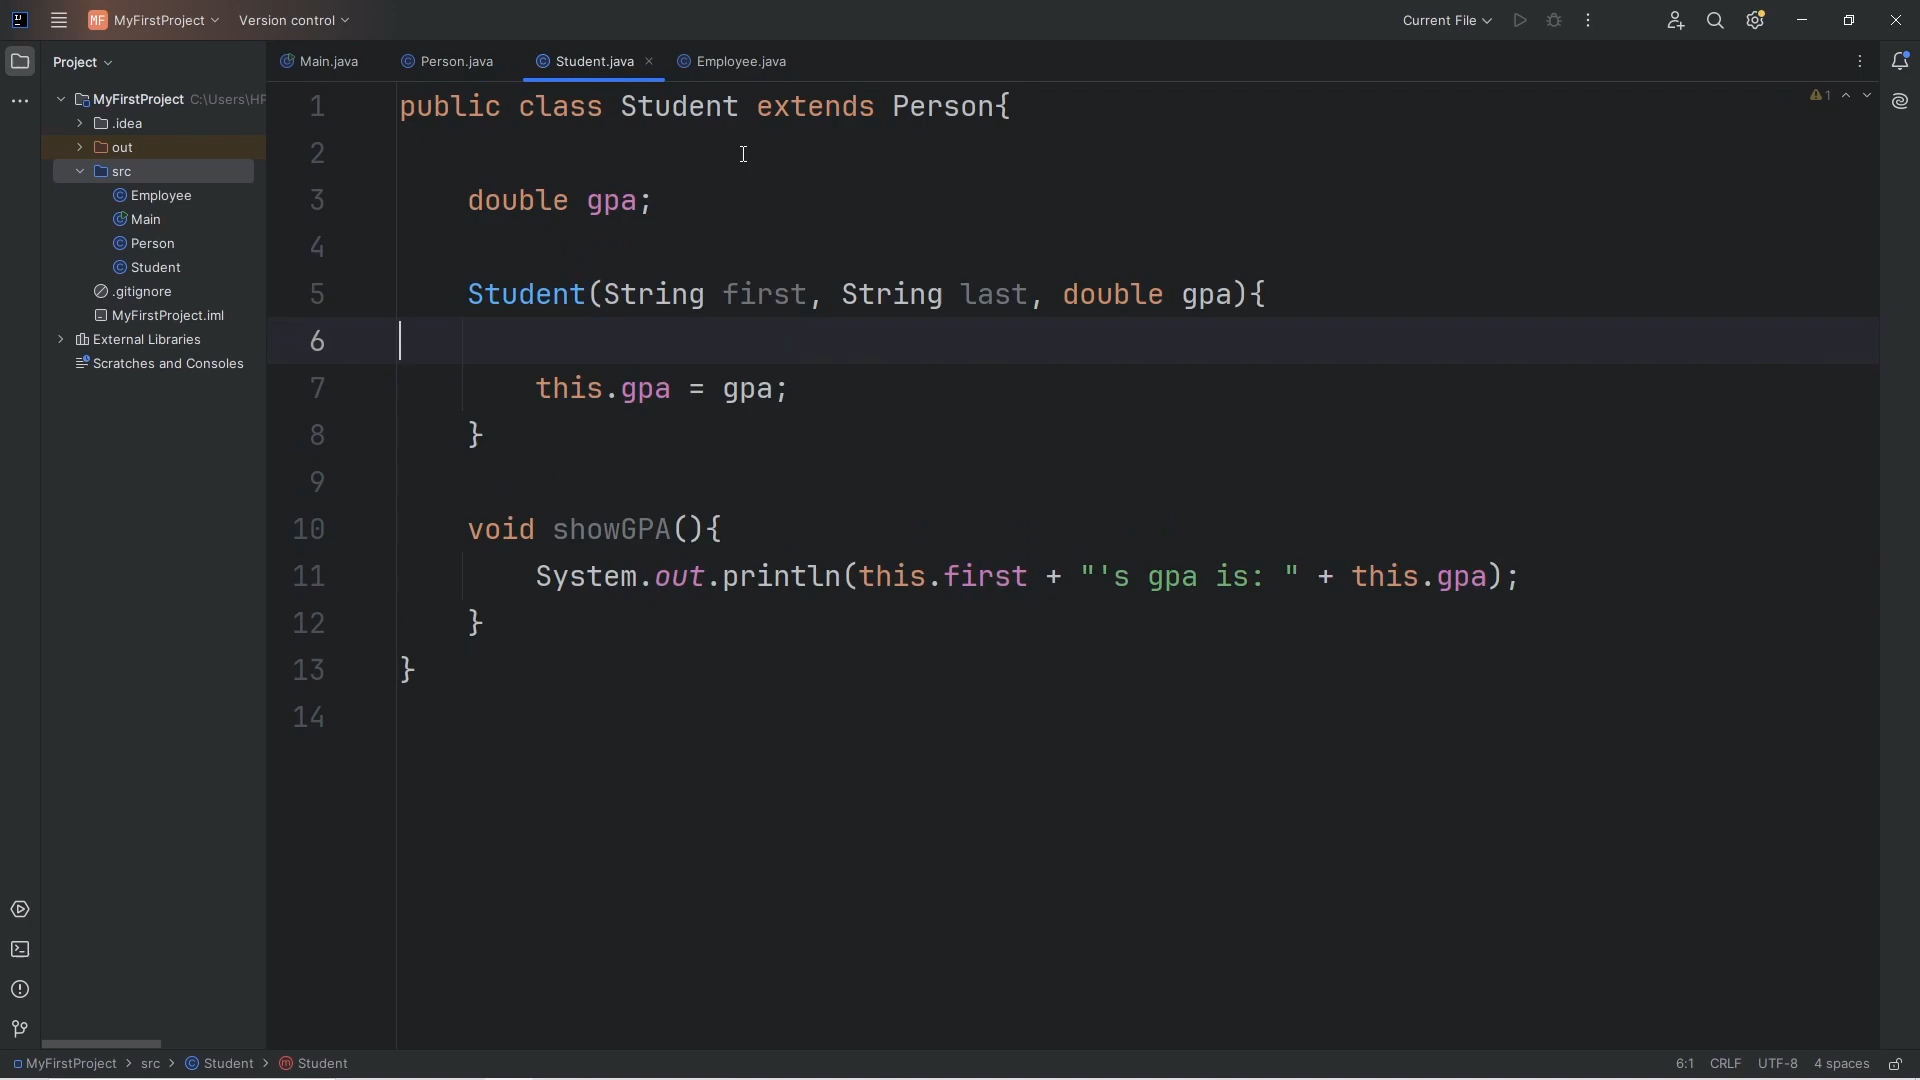 MF MyFirstProject Version control Current File
Project
Main.java Person.java Student.java Employee.java
MyFirstProject C:\Users\HP
.idea
out
src
Employee
Main
Person
Student
.gitignore
MyFirstProject.iml
External Libraries
Scratches and Consoles
1
1 public class Student extends Person{
2
3 double gpa;
4
5 Student(String first, String last, double gpa){
6
7 this.gpa = gpa;
8 }
9
10 void showGPA(){
11 System.out.println(this.first + "'s gpa is: " + this.gpa);
12 }
13 }
14
MyFirstProject > src > Student > Student 6:1 CRLF UTF-8 4 spaces